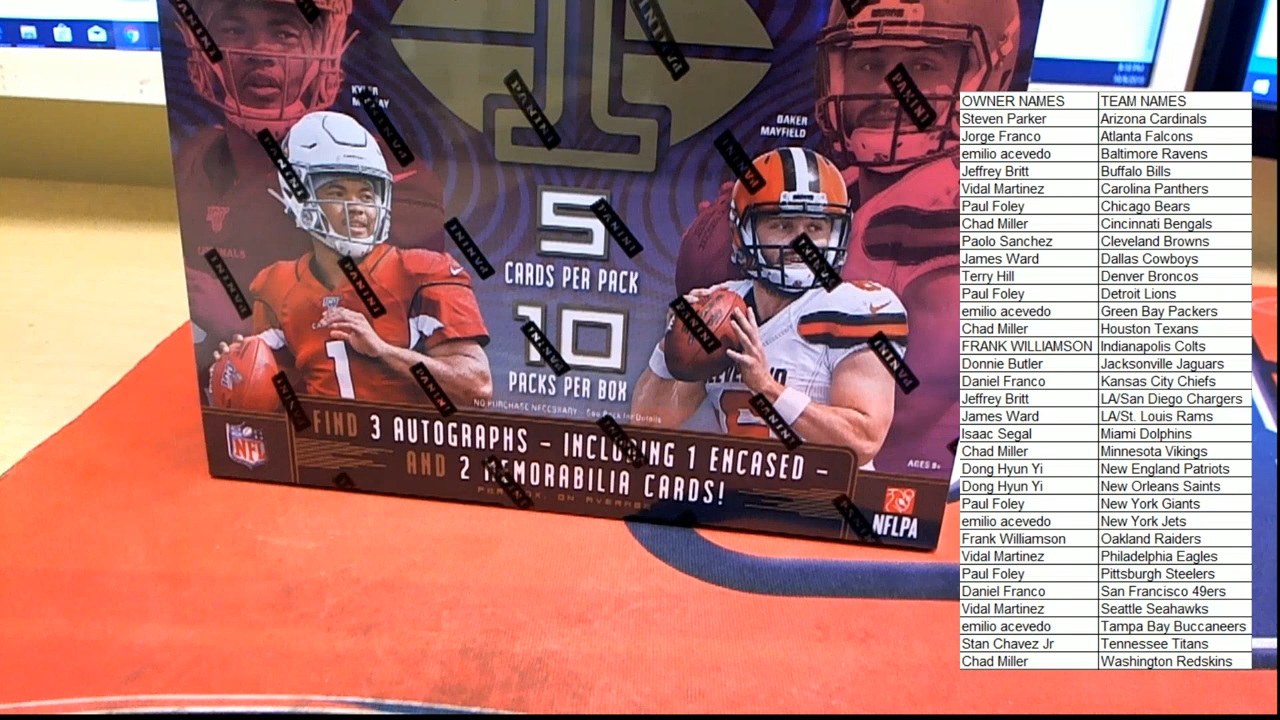 KYLER MURRAY
BAKER
MAYFIELD
PANINI
5
CARDS PER PACK
10
PACKS PER BOX
NO PURCHASE NECESSARY See Back for Details
FIND 3 AUTOGRAPHS - INCLUDING 1 ENCASED -
AND 2 MEMORABILIA CARDS!
PER BOX, ON AVERAGE
AGES 9+
NFL
NFLPA
1
OWNER NAMES TEAM NAMES
Steven Parker Arizona Cardinals
Jorge Franco Atlanta Falcons
emilio acevedo Baltimore Ravens
Jeffrey Britt Buffalo Bills
Vidal Martinez Carolina Panthers
Paul Foley Chicago Bears
Chad Miller Cincinnati Bengals
Paolo Sanchez Cleveland Browns
James Ward Dallas Cowboys
Terry Hill Denver Broncos
Paul Foley Detroit Lions
emilio acevedo Green Bay Packers
Chad Miller Houston Texans
FRANK WILLIAMSON Indianapolis Colts
Donnie Butler Jacksonville Jaguars
Daniel Franco Kansas City Chiefs
Jeffrey Britt LA/San Diego Chargers
James Ward LA/St. Louis Rams
Isaac Segal Miami Dolphins
Chad Miller Minnesota Vikings
Dong Hyun Yi New England Patriots
Dong Hyun Yi New Orleans Saints
Paul Foley New York Giants
emilio acevedo New York Jets
Frank Williamson Oakland Raiders
Vidal Martinez Philadelphia Eagles
Paul Foley Pittsburgh Steelers
Daniel Franco San Francisco 49ers
Vidal Martinez Seattle Seahawks
emilio acevedo Tampa Bay Buccaneers
Stan Chavez Jr Tennessee Titans
Chad Miller Washington Redskins